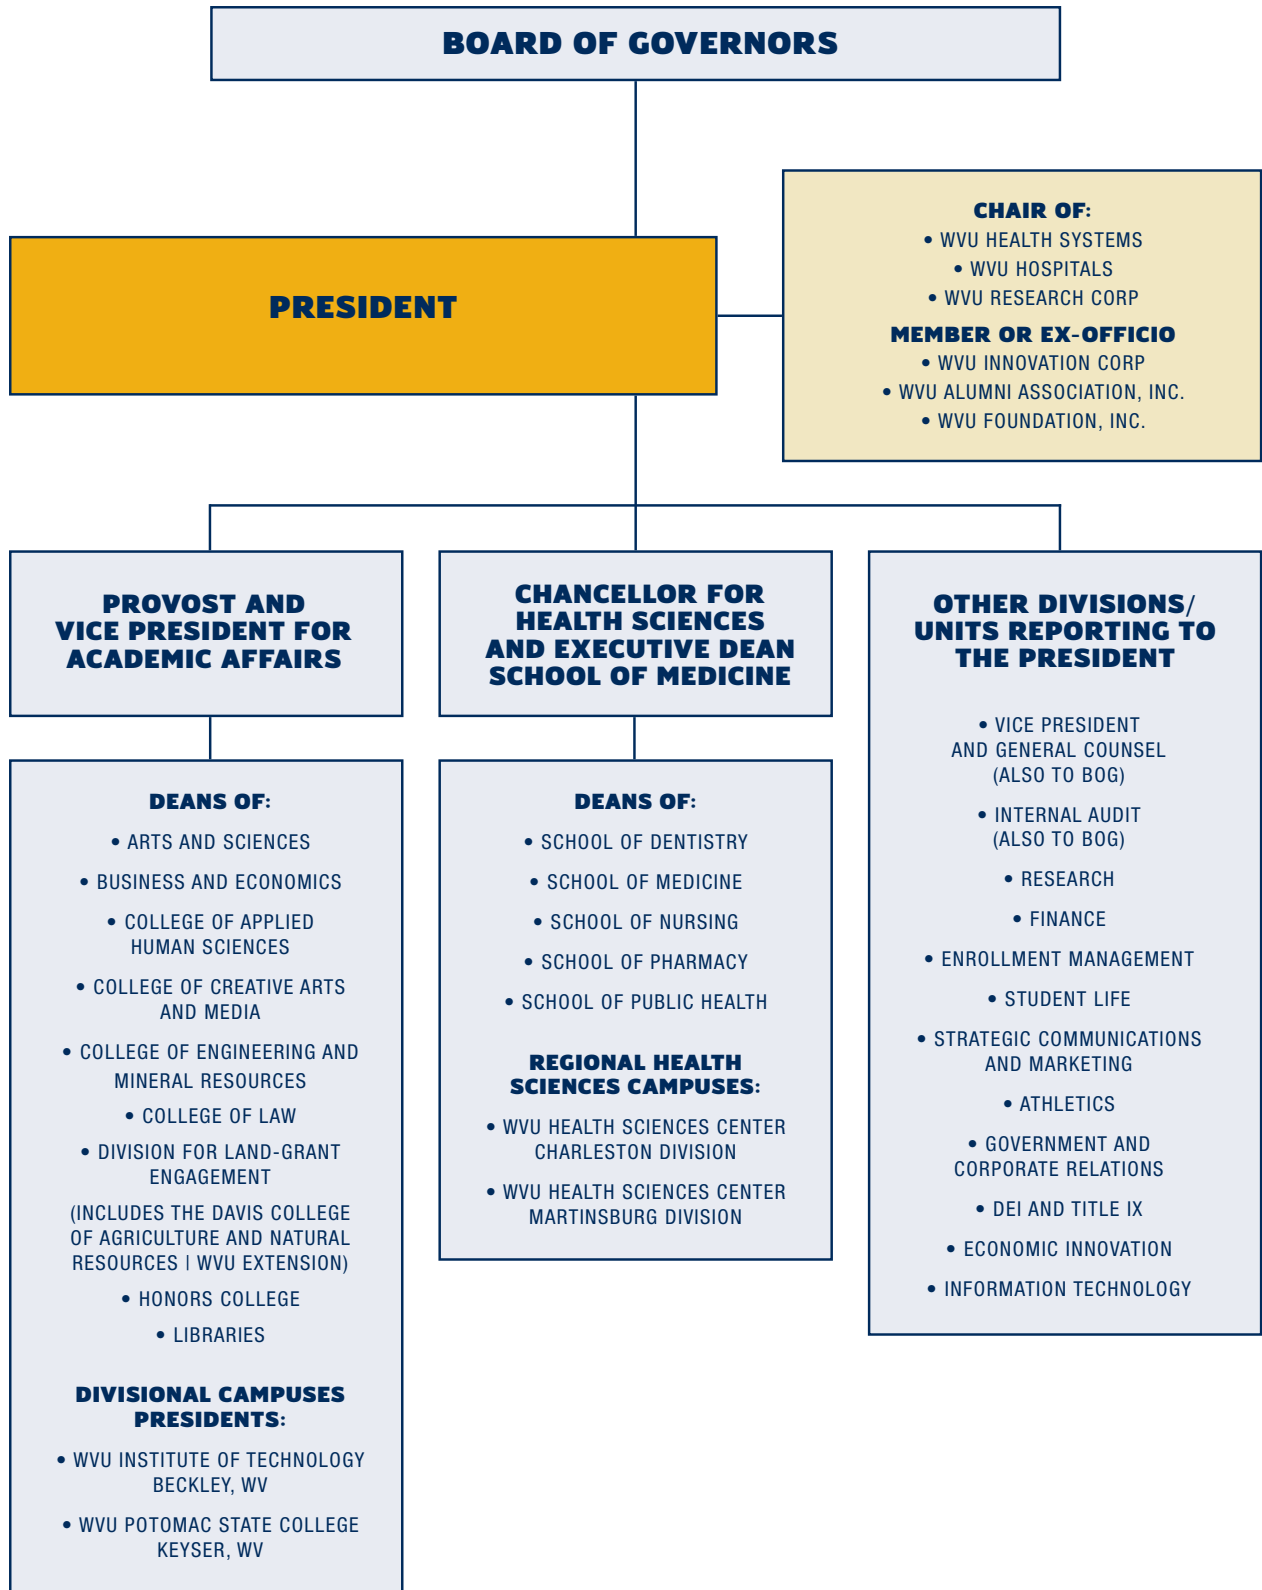 BOARD OF GOVERNORS
CHAIR OF:
• WVU HEALTH SYSTEMS
• WVU HOSPITALS
• WVU RESEARCH CORP
MEMBER OR EX-OFFICIO
• WVU INNOVATION CORP
• WVU ALUMNI ASSOCIATION, INC.
• WVU FOUNDATION, INC.
PRESIDENT
PROVOST AND
VICE PRESIDENT FOR
ACADEMIC AFFAIRS
DEANS OF:
• ARTS AND SCIENCES
• BUSINESS AND ECONOMICS
• COLLEGE OF APPLIED
HUMAN SCIENCES
• COLLEGE OF CREATIVE ARTS
AND MEDIA
• COLLEGE OF ENGINEERING AND
MINERAL RESOURCES
• COLLEGE OF LAW
• DIVISION FOR LAND-GRANT
ENGAGEMENT
(INCLUDES THE DAVIS COLLEGE
OF AGRICULTURE AND NATURAL
RESOURCES | WVU EXTENSION)
• HONORS COLLEGE
• LIBRARIES
DIVISIONAL CAMPUSES
PRESIDENTS:
• WVU INSTITUTE OF TECHNOLOGY
BECKLEY, WV
• WVU POTOMAC STATE COLLEGE
KEYSER, WV
CHANCELLOR FOR
HEALTH SCIENCES
AND EXECUTIVE DEAN
SCHOOL OF MEDICINE
DEANS OF:
• SCHOOL OF DENTISTRY
• SCHOOL OF MEDICINE
• SCHOOL OF NURSING
• SCHOOL OF PHARMACY
• SCHOOL OF PUBLIC HEALTH
REGIONAL HEALTH
SCIENCES CAMPUSES:
• WVU HEALTH SCIENCES CENTER
CHARLESTON DIVISION
• WVU HEALTH SCIENCES CENTER
MARTINSBURG DIVISION
OTHER DIVISIONS/
UNITS REPORTING TO
THE PRESIDENT
• VICE PRESIDENT
AND GENERAL COUNSEL
(ALSO TO BOG)
• INTERNAL AUDIT
(ALSO TO BOG)
• RESEARCH
• FINANCE
• ENROLLMENT MANAGEMENT
• STUDENT LIFE
• STRATEGIC COMMUNICATIONS
AND MARKETING
• ATHLETICS
• GOVERNMENT AND
CORPORATE RELATIONS
• DEI AND TITLE IX
• ECONOMIC INNOVATION
• INFORMATION TECHNOLOGY